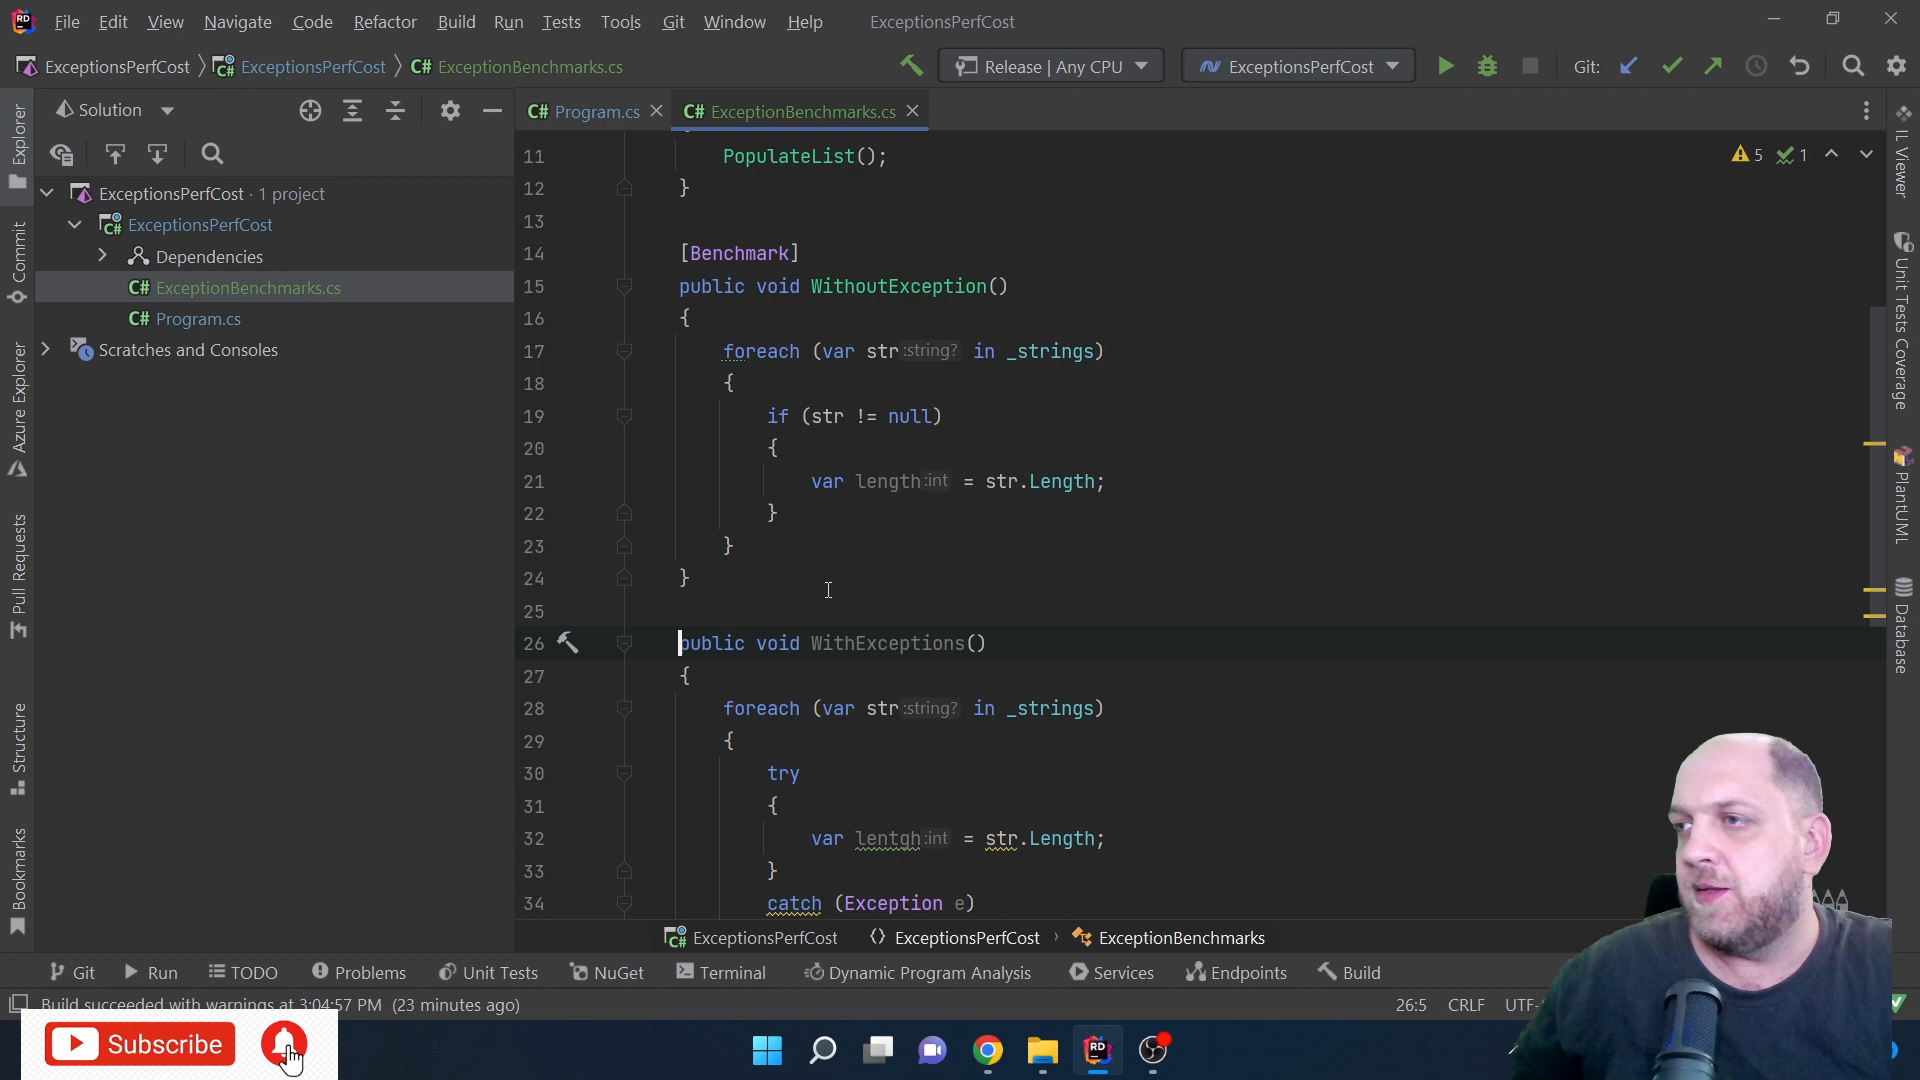 File Edit View Navigate Code Refactor Build Run Tests Tools Git Window Help ExceptionsPerfCost
ExceptionsPerfCost ExceptionsPerfCost C# ExceptionBenchmarks.cs Release | Any CPU ExceptionsPerfCost Git:
Solution
C# Program.cs C# ExceptionBenchmarks.cs
ExceptionsPerfCost · 1 project
ExceptionsPerfCost
Dependencies
C# ExceptionBenchmarks.cs
C# Program.cs
Scratches and Consoles
Explorer
Commit
Azure Explorer
Pull Requests
Structure
Bookmarks
5 1
11 PopulateList();
12 }
13
14 [Benchmark]
15 public void WithoutException()
16 {
17 foreach (var str:string? in _strings)
18 {
19 if (str != null)
20 {
21 var length:int = str.Length;
22 }
23 }
24 }
25
26 public void WithExceptions()
27 {
28 foreach (var str:string? in _strings)
29 {
30 try
31 {
32 var lentgh:int = str.Length;
33 }
34 catch (Exception e)
IL Viewer
Unit Tests Coverage
PlantUML
Database
ExceptionsPerfCost ExceptionsPerfCost › ExceptionBenchmarks
Git Run TODO Problems Unit Tests NuGet Terminal Dynamic Program Analysis Services Endpoints Build
Build succeeded with warnings at 3:04:57 PM (23 minutes ago) 26:5 CRLF UTF-
Subscribe
RD